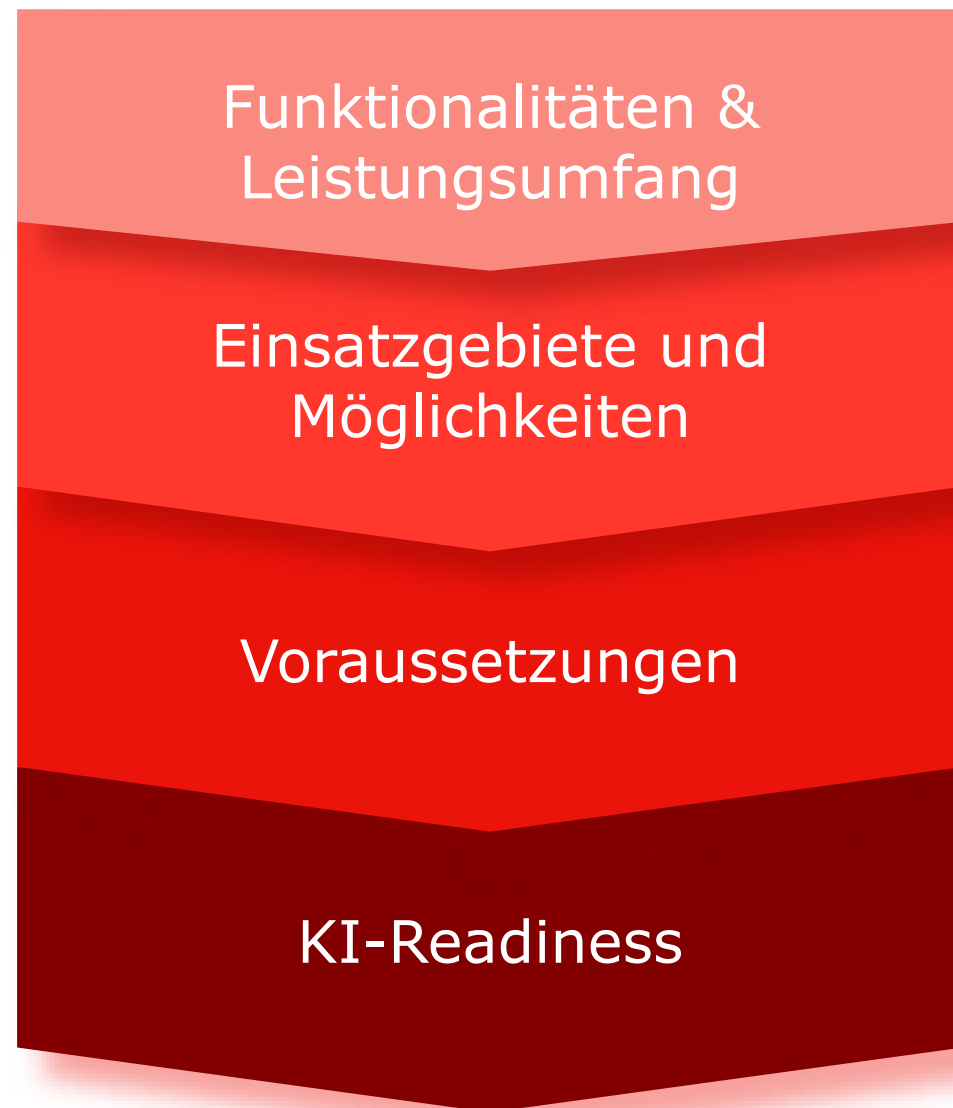 Funktionalitäten &
Leistungsumfang
Einsatzgebiete und
Möglichkeiten
Voraussetzungen
KI-Readiness